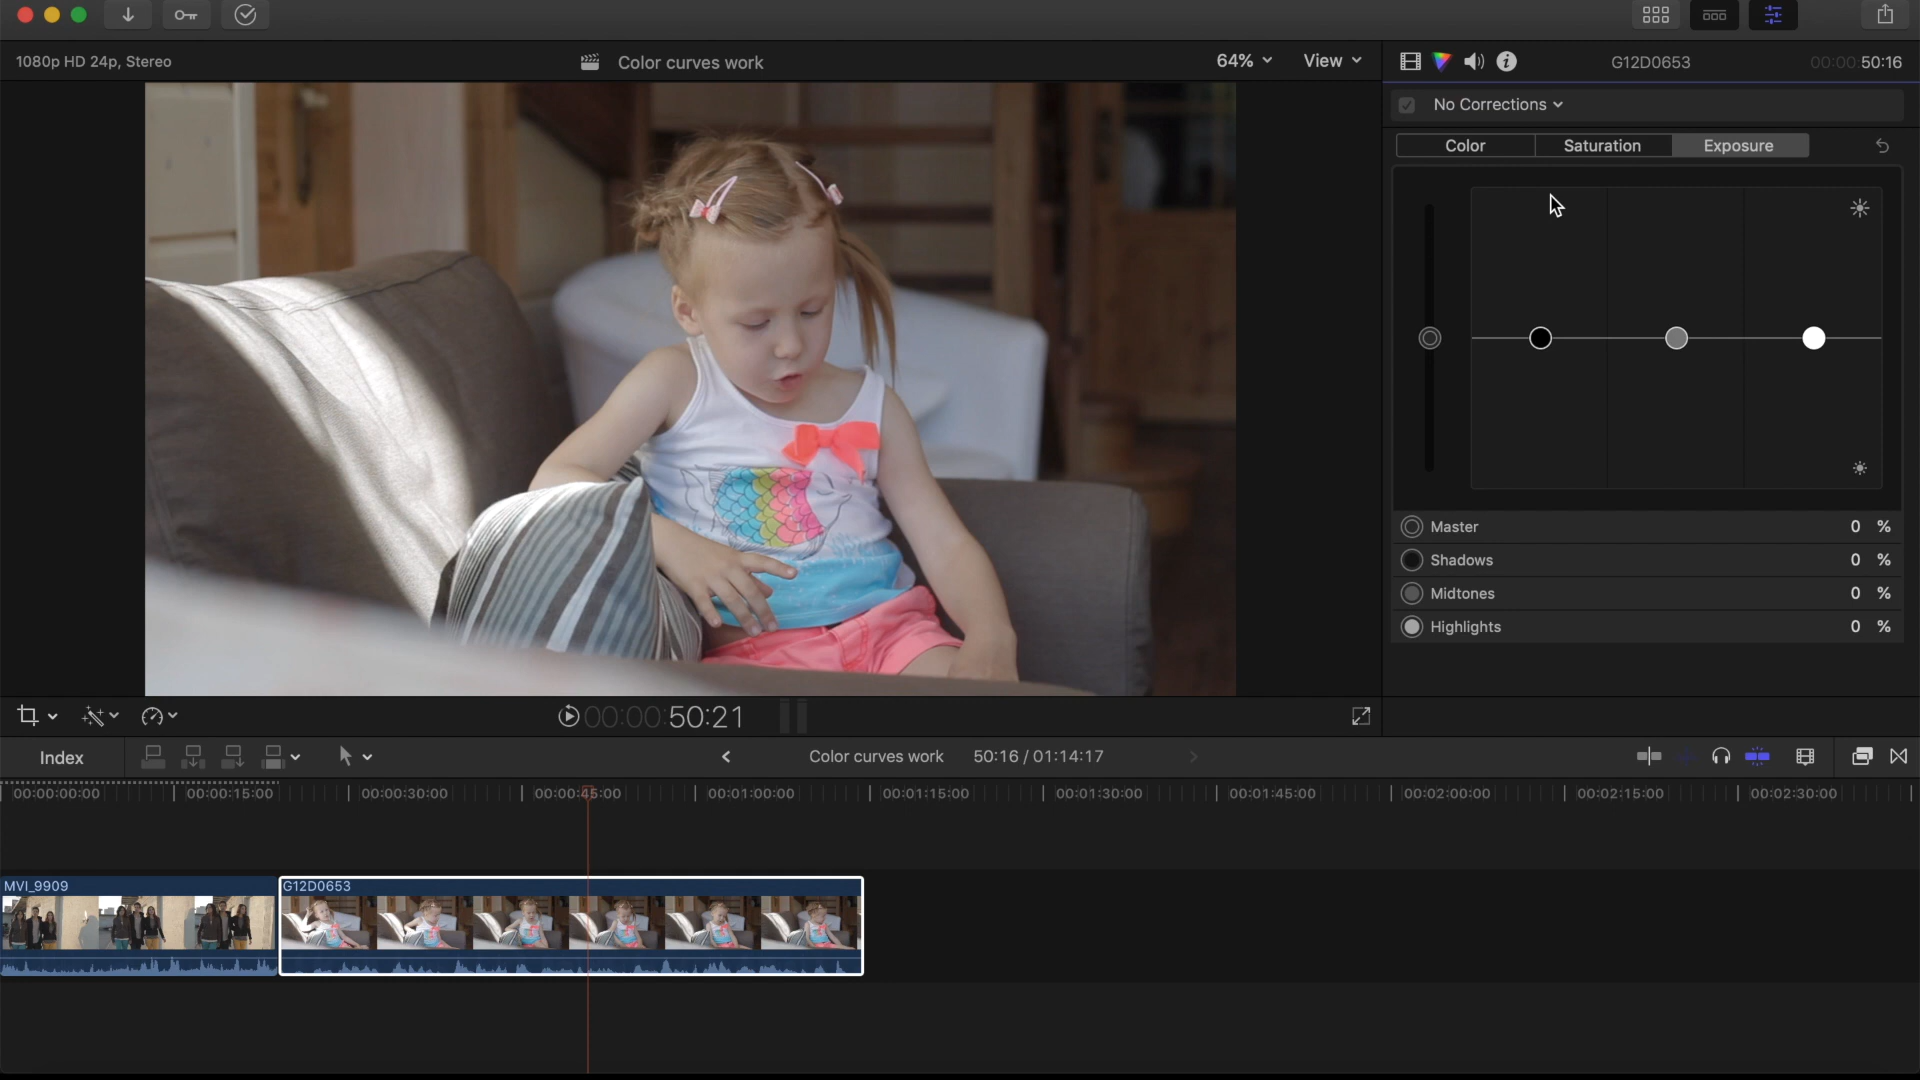 1080p HD 24p, Stereo
Color curves work
64%
View
G12D0653
00:00:50:16
No Corrections
Color
Saturation
Exposure
Master 0 %
Shadows 0 %
Midtones 0 %
Highlights 0 %
00:00:50:21
Index
Color curves work
50:16 / 01:14:17
00:00:00:00
00:00:15:00
00:00:30:00
00:00:45:00
00:01:00:00
00:01:15:00
00:01:30:00
00:01:45:00
00:02:00:00
00:02:15:00
00:02:30:00
MVI_9909
G12D0653